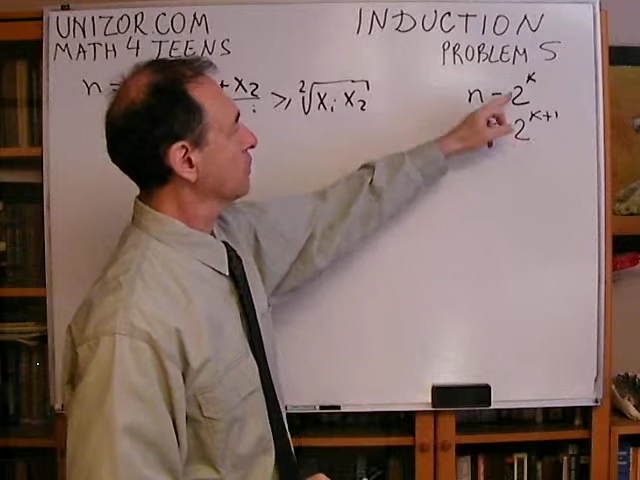 UNIZOR.COM
MATH 4 TEENS
INDUCTION
PROBLEM 5
n = + X₂ ⩾ ²√X₁ X₂
n = 2ᴷ
2ᴷ⁺¹